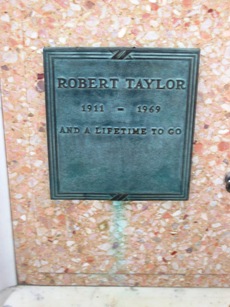 ROBERT TAYLOR
1911 - 1969
AND A LIFETIME TO GO